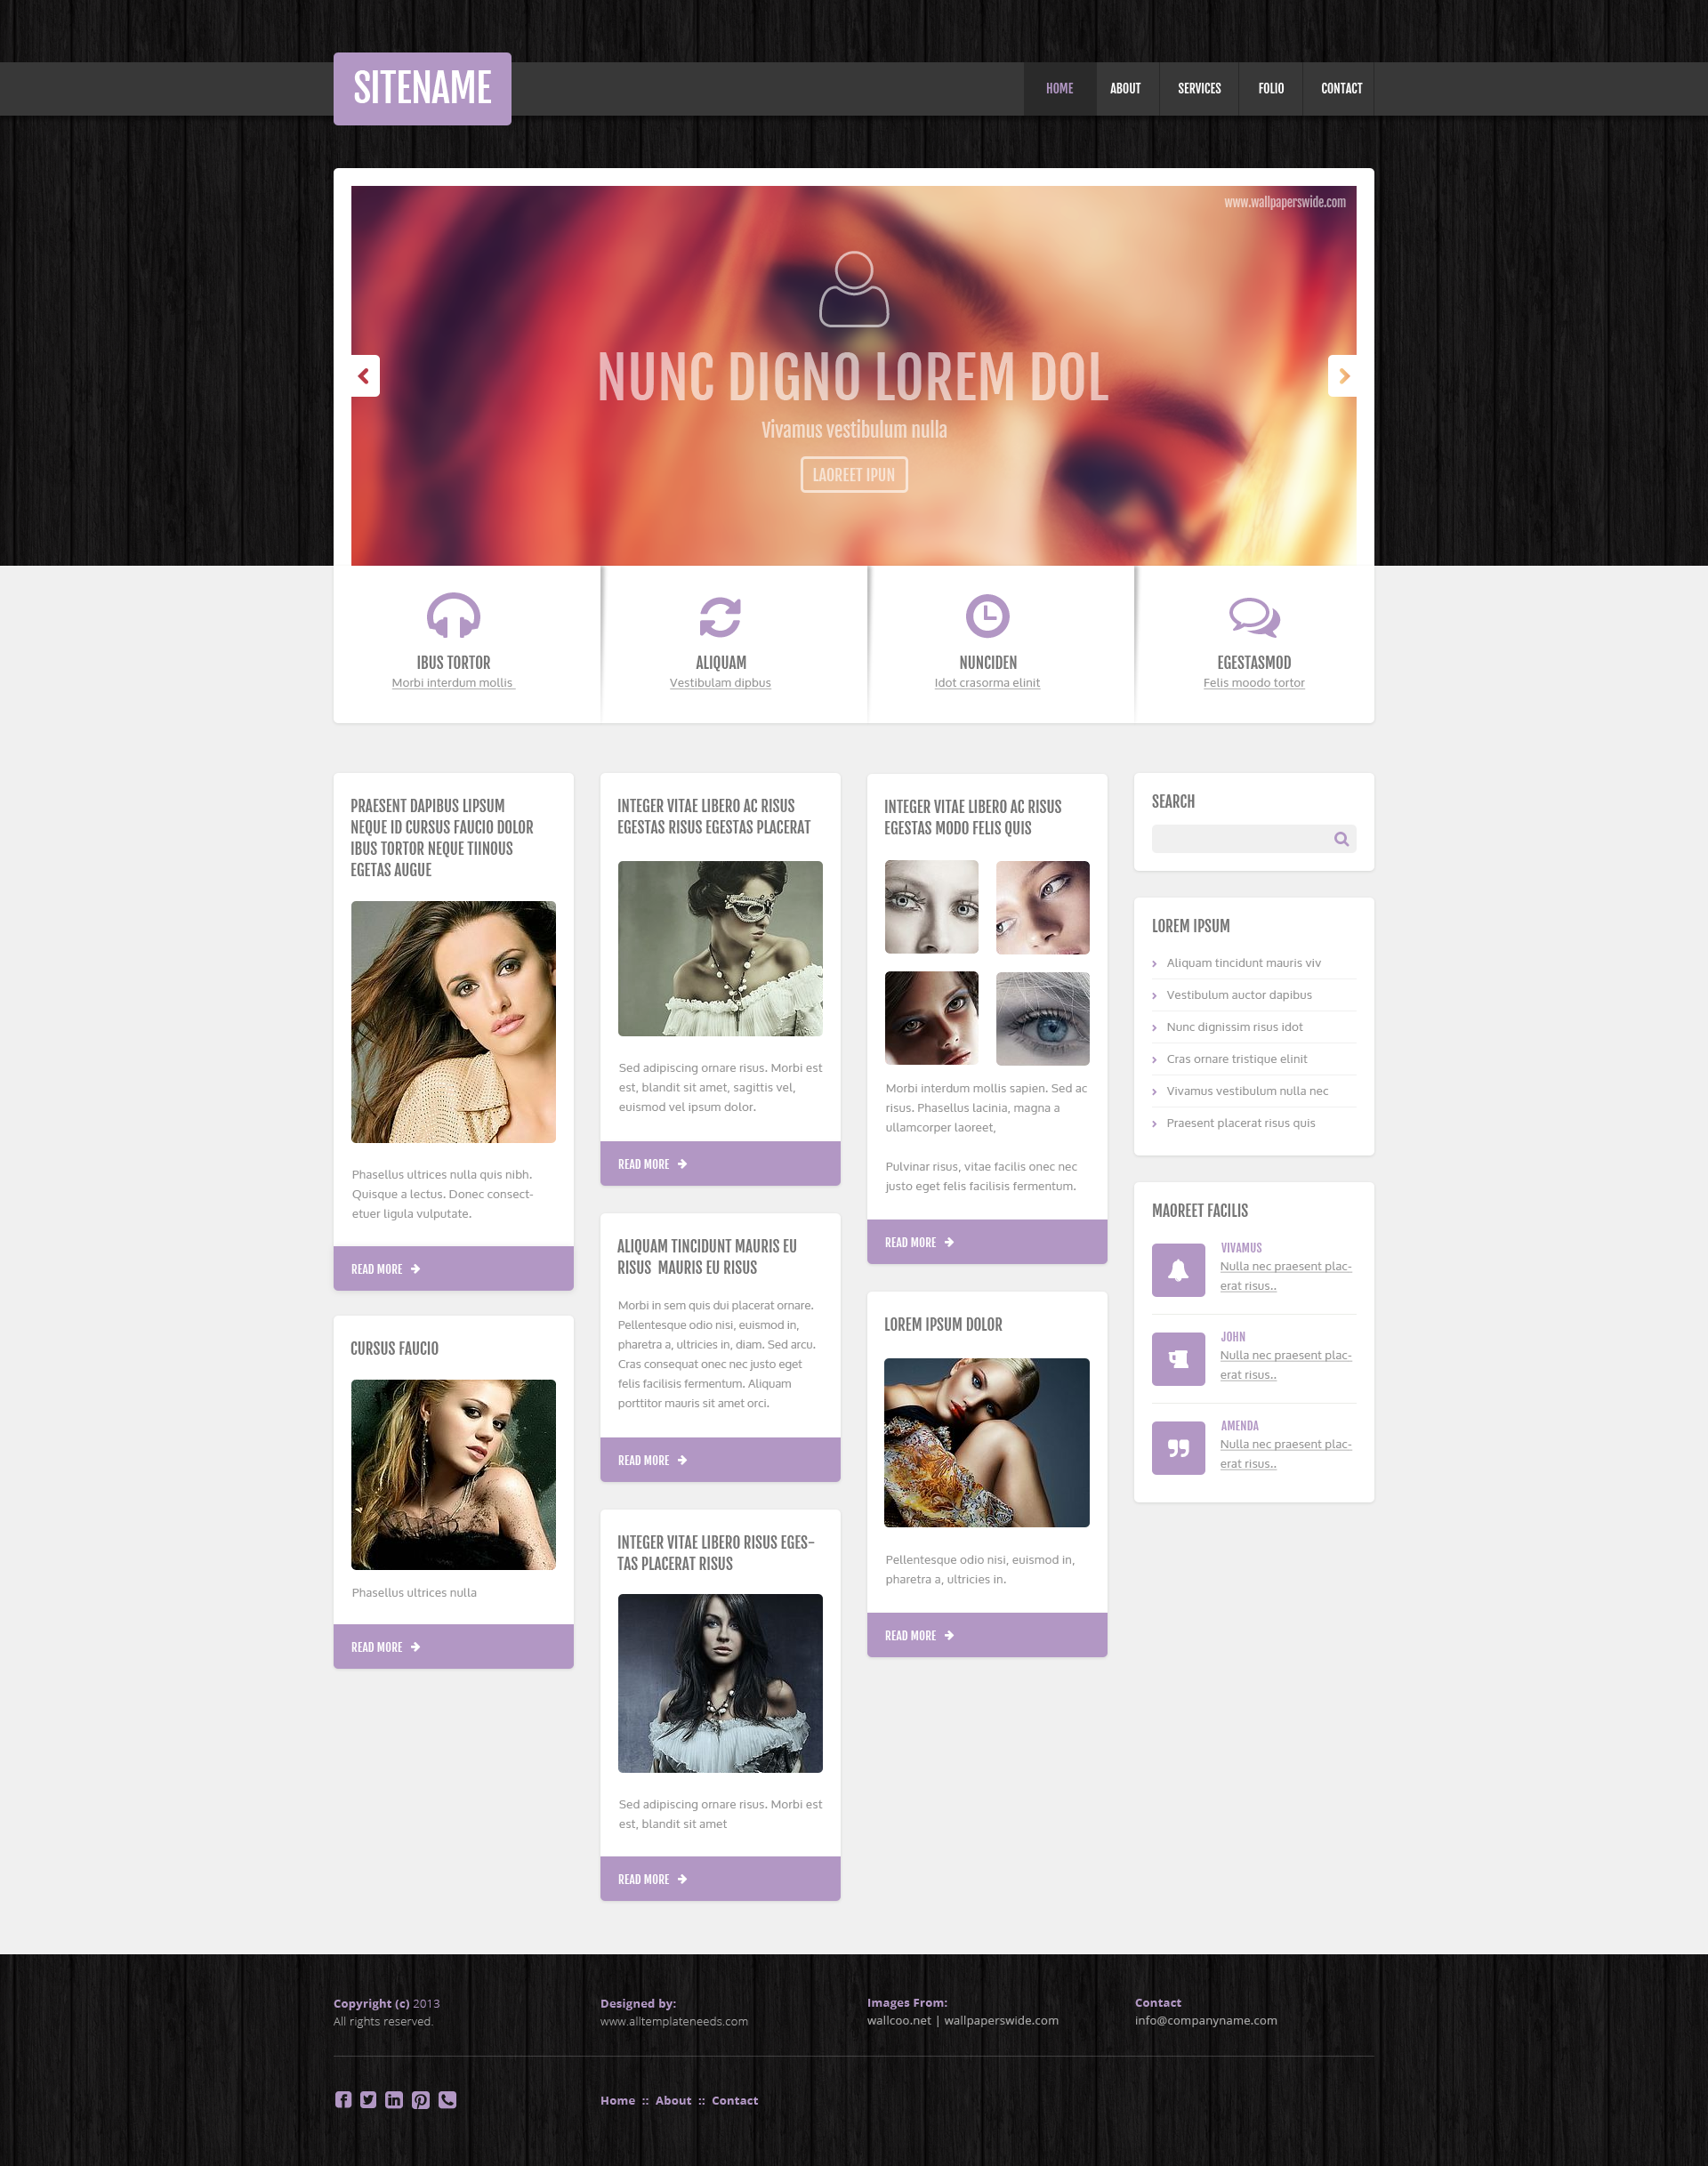 SITENAME
HOME
ABOUT
SERVICES
FOLIO
CONTACT
www.wallpaperswide.com
NUNC DIGNO LOREM DOL
Vivamus vestibulum nulla
LAOREET IPUN
IBUS TORTOR
Morbi interdum mollis
ALIQUAM
Vestibulam dipbus
NUNCIDEN
Idot crasorma elinit
EGESTASMOD
Felis moodo tortor
PRAESENT DAPIBUS LIPSUM
NEQUE ID CURSUS FAUCIO DOLOR
IBUS TORTOR NEQUE TIINOUS
EGETAS AUGUE
Phasellus ultrices nulla quis nibh.
Quisque a lectus. Donec consect-
etuer ligula vulputate.
READ MORE
CURSUS FAUCIO
Phasellus ultrices nulla
READ MORE
INTEGER VITAE LIBERO AC RISUS
EGESTAS RISUS EGESTAS PLACERAT
Sed adipiscing ornare risus. Morbi est
est, blandit sit amet, sagittis vel,
euismod vel ipsum dolor.
READ MORE
ALIQUAM TINCIDUNT MAURIS EU
RISUS  MAURIS EU RISUS
Morbi in sem quis dui placerat ornare.
Pellentesque odio nisi, euismod in,
pharetra a, ultricies in, diam. Sed arcu.
Cras consequat onec nec justo eget
felis facilisis fermentum. Aliquam
porttitor mauris sit amet orci.
READ MORE
INTEGER VITAE LIBERO RISUS EGES-
TAS PLACERAT RISUS
Sed adipiscing ornare risus. Morbi est
est, blandit sit amet
READ MORE
INTEGER VITAE LIBERO AC RISUS
EGESTAS MODO FELIS QUIS
Morbi interdum mollis sapien. Sed ac
risus. Phasellus lacinia, magna a
ullamcorper laoreet,
Pulvinar risus, vitae facilis onec nec
justo eget felis facilisis fermentum.
READ MORE
LOREM IPSUM DOLOR
Pellentesque odio nisi, euismod in,
pharetra a, ultricies in.
READ MORE
SEARCH
LOREM IPSUM
Aliquam tincidunt mauris viv
Vestibulum auctor dapibus
Nunc dignissim risus idot
Cras ornare tristique elinit
Vivamus vestibulum nulla nec
Praesent placerat risus quis
MAOREET FACILIS
VIVAMUS
Nulla nec praesent plac-
erat risus..
JOHN
Nulla nec praesent plac-
erat risus..
AMENDA
Nulla nec praesent plac-
erat risus..
Copyright (c) 2013
All rights reserved.
Designed by:
www.alltemplateneeds.com
Images From:
wallcoo.net | wallpaperswide.com
Contact
info@companyname.com
Home :: About :: Contact